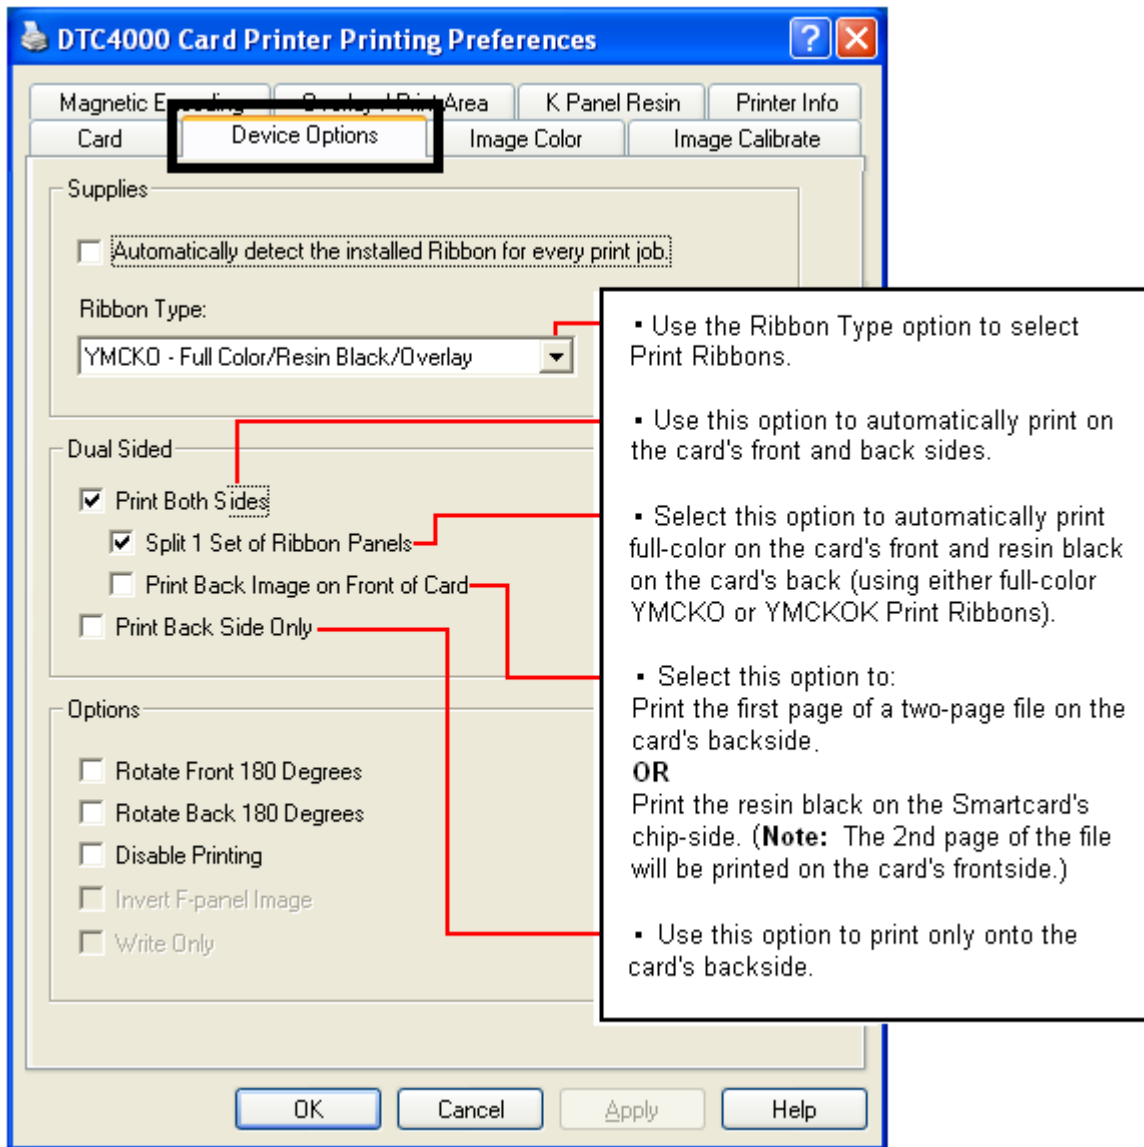 DTC4000 Card Printer Printing Preferences
Magnetic Encoding Overlay / Print Area K Panel Resin Printer Info
Card Device Options Image Color Image Calibrate
Supplies
Automatically detect the installed Ribbon for every print job.
Ribbon Type:
YMCKO - Full Color/Resin Black/Overlay
Dual Sided
Print Both Sides
Split 1 Set of Ribbon Panels
Print Back Image on Front of Card
Print Back Side Only
Options
Rotate Front 180 Degrees
Rotate Back 180 Degrees
Disable Printing
Invert F-panel Image
Write Only
▪ Use the Ribbon Type option to select
Print Ribbons.
▪ Use this option to automatically print on
the card's front and back sides.
▪ Select this option to automatically print
full-color on the card's front and resin black
on the card's back (using either full-color
YMCKO or YMCKOK Print Ribbons).
▪ Select this option to:
Print the first page of a two-page file on the
card's backside.
OR
Print the resin black on the Smartcard's
chip-side. (Note: The 2nd page of the file
will be printed on the card's frontside.)
▪ Use this option to print only onto the
card's backside.
OK Cancel Apply Help